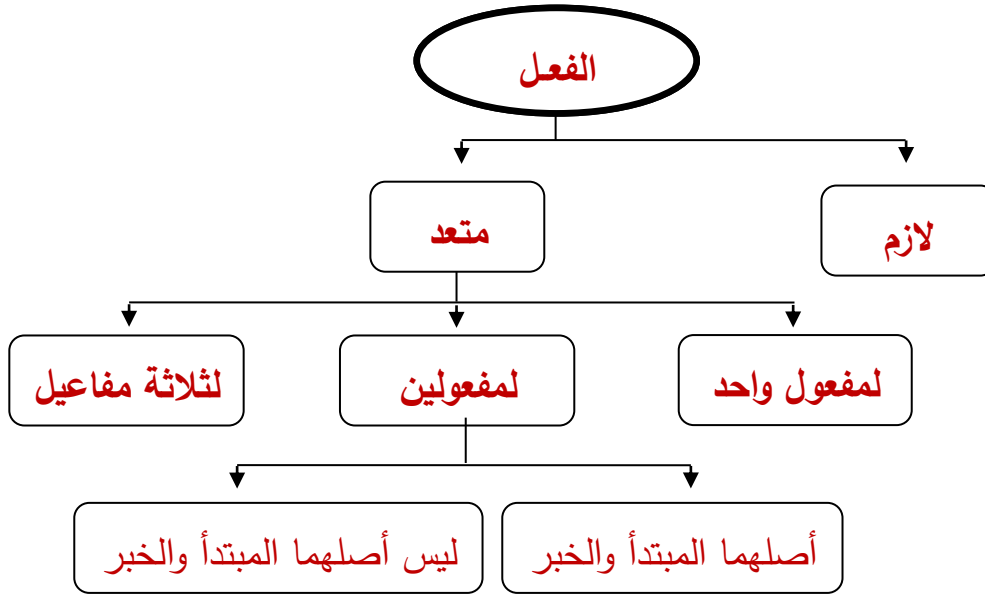 الفعل
لازم
متعد
لمفعول واحد
لمفعولين
لثلاثة مفاعيل
أصلهما المبتدأ والخبر
ليس أصلهما المبتدأ والخبر